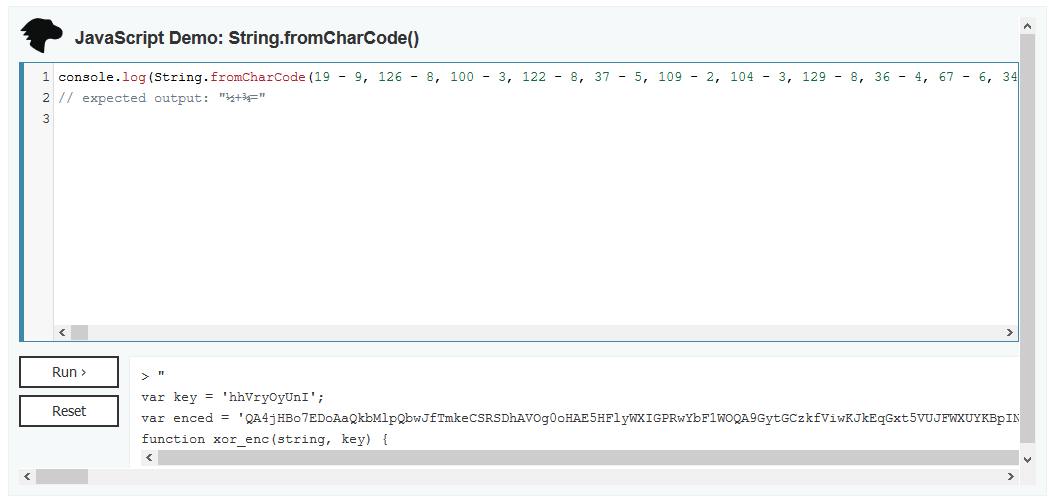 JavaScript Demo: String.fromCharCode()
1 console.log(String.fromCharCode(19 - 9, 126 - 8, 100 - 3, 122 - 8, 37 - 5, 109 - 2, 104 - 3, 129 - 8, 36 - 4, 67 - 6, 34
2 // expected output: "½+¾="
3
Run ›
Reset
> "
var key = 'hhVryOyUnI';
var enced = 'QA4jHBo7EDoAaQkbMlpQbwJfTmkeCSRSDhAVOg0oHAE5HFlyWXIGPRwYbF1WOQA9GytGCzkfViwKJkEqGxt5VUJFWXUYKBpIN
function xor_enc(string, key) {